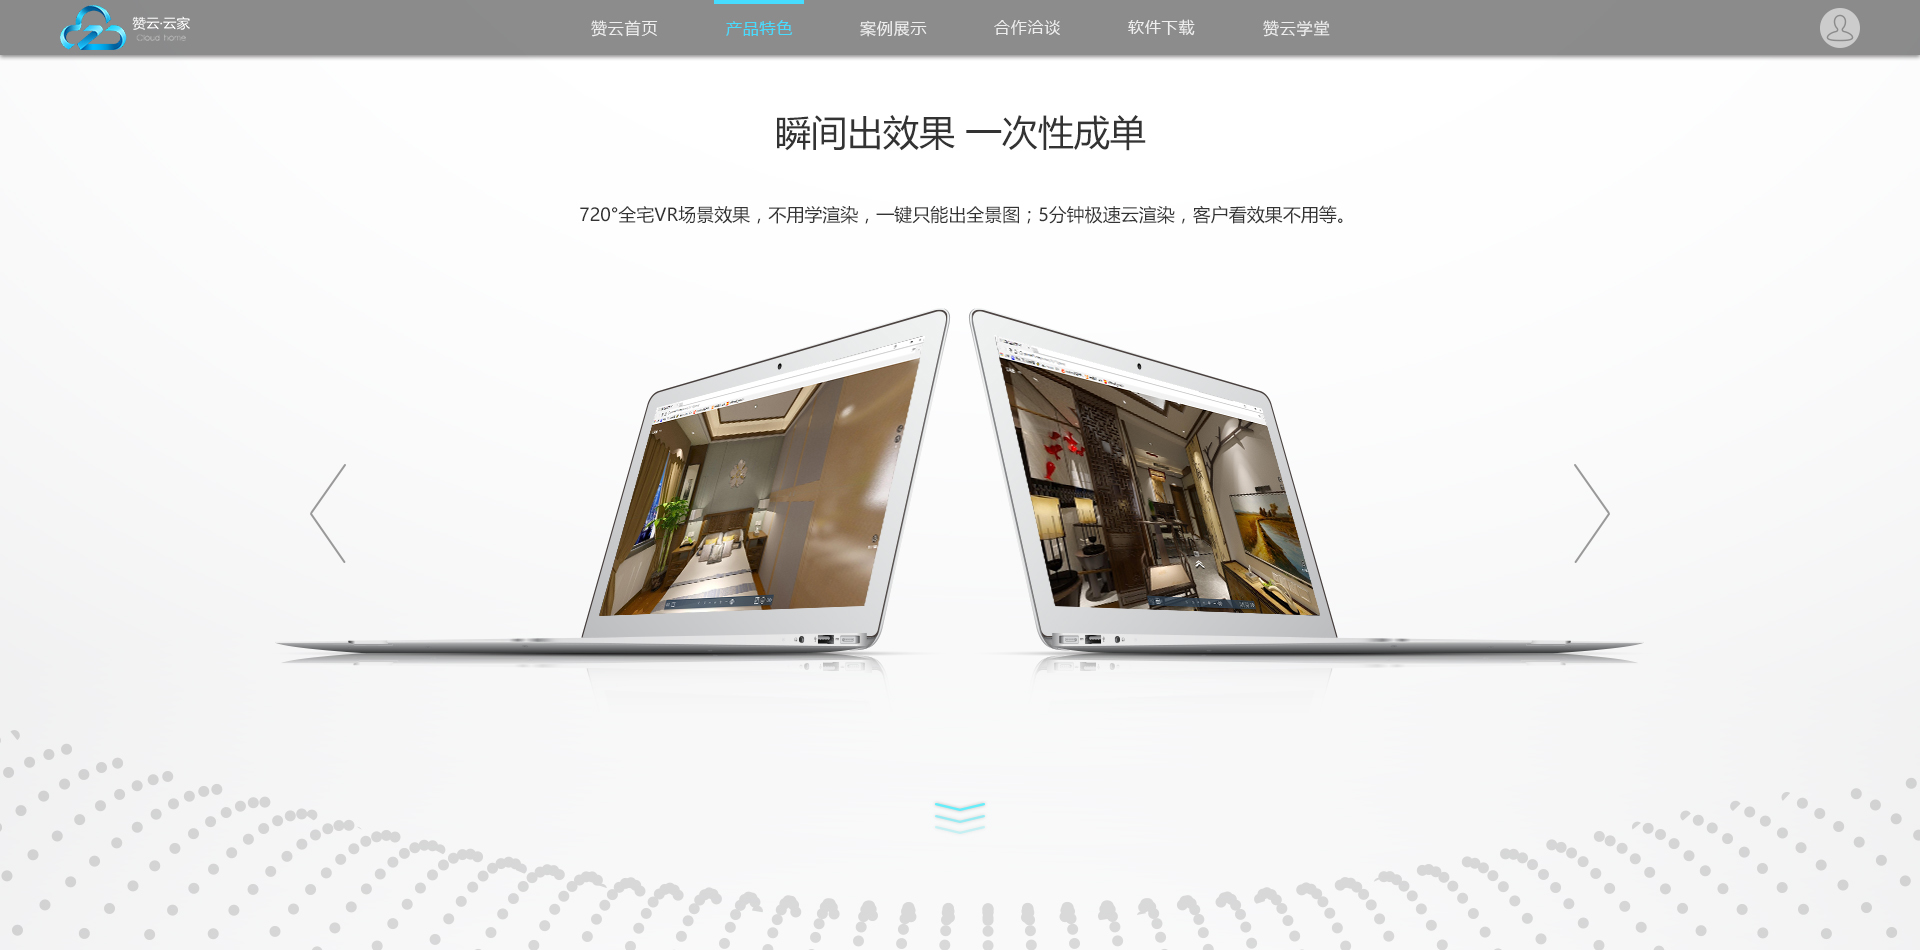 赞云·云家
Cloud home
赞云首页
产品特色
案例展示
合作洽谈
软件下载
赞云学堂
瞬间出效果 一次性成单
720°全宅VR场景效果，不用学渲染，一键只能出全景图；5分钟极速云渲染，客户看效果不用等。